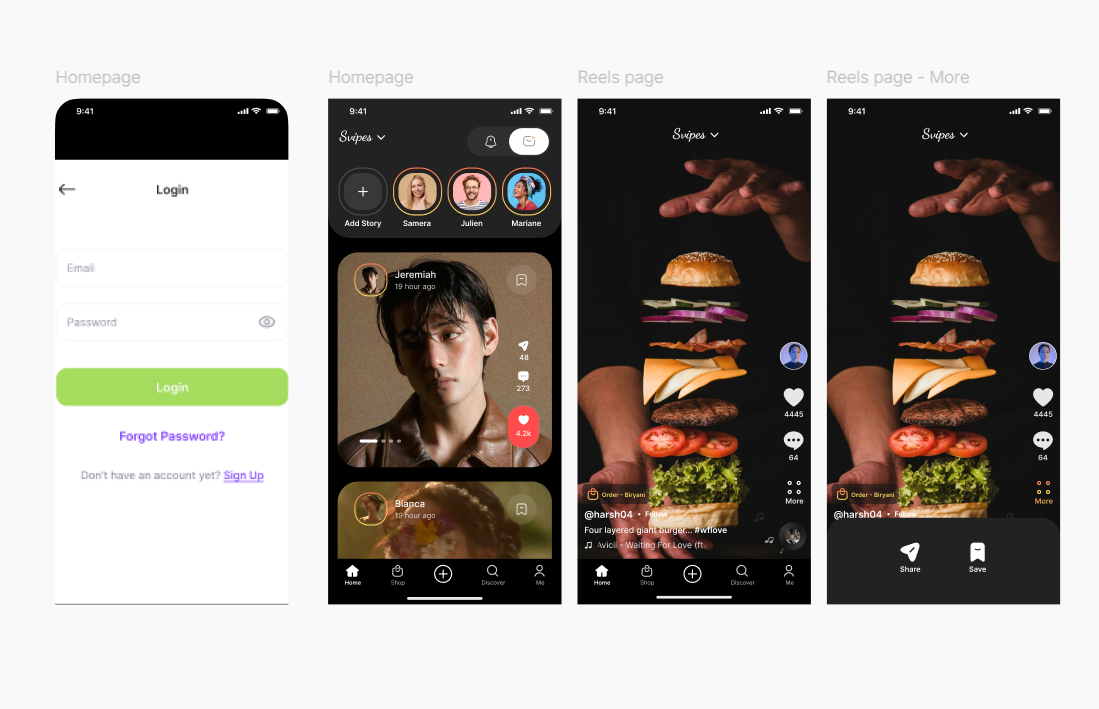 Homepage
9:41
Login
Email
Password
Login
Forgot Password?
Don't have an account yet? Sign Up
Homepage
9:41
Svipes
Add Story
Samera
Julien
Mariane
Jeremiah
19 hour ago
48
273
4.2k
Bianca
19 hour ago
Home
Shop
Discover
Me
Reels page
9:41
Svipes
4445
64
More
Order - Biryani
@harsh04 • Follow
Four layered giant burger... #wflove
Avicii - Waiting For Love (ft.
Home
Shop
Discover
Me
Reels page - More
9:41
Svipes
4445
64
More
Order - Biryani
@harsh04 • Follow
Share
Save